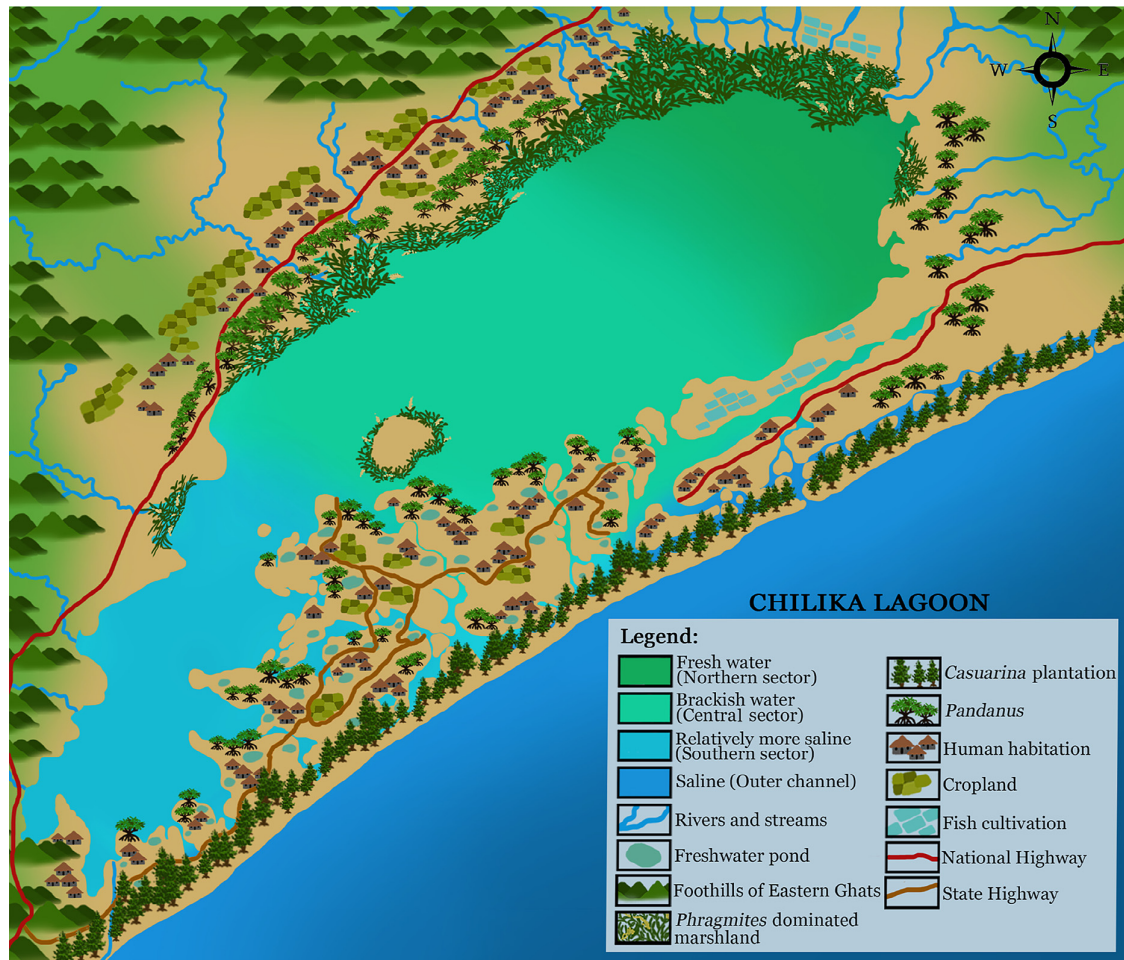 N
W E
S
CHILIKA LAGOON
Legend:
Fresh water
(Northern sector)
Brackish water
(Central sector)
Relatively more saline
(Southern sector)
Saline (Outer channel)
Rivers and streams
Freshwater pond
Foothills of Eastern Ghats
Phragmites dominated
marshland
Casuarina plantation
Pandanus
Human habitation
Cropland
Fish cultivation
National Highway
State Highway